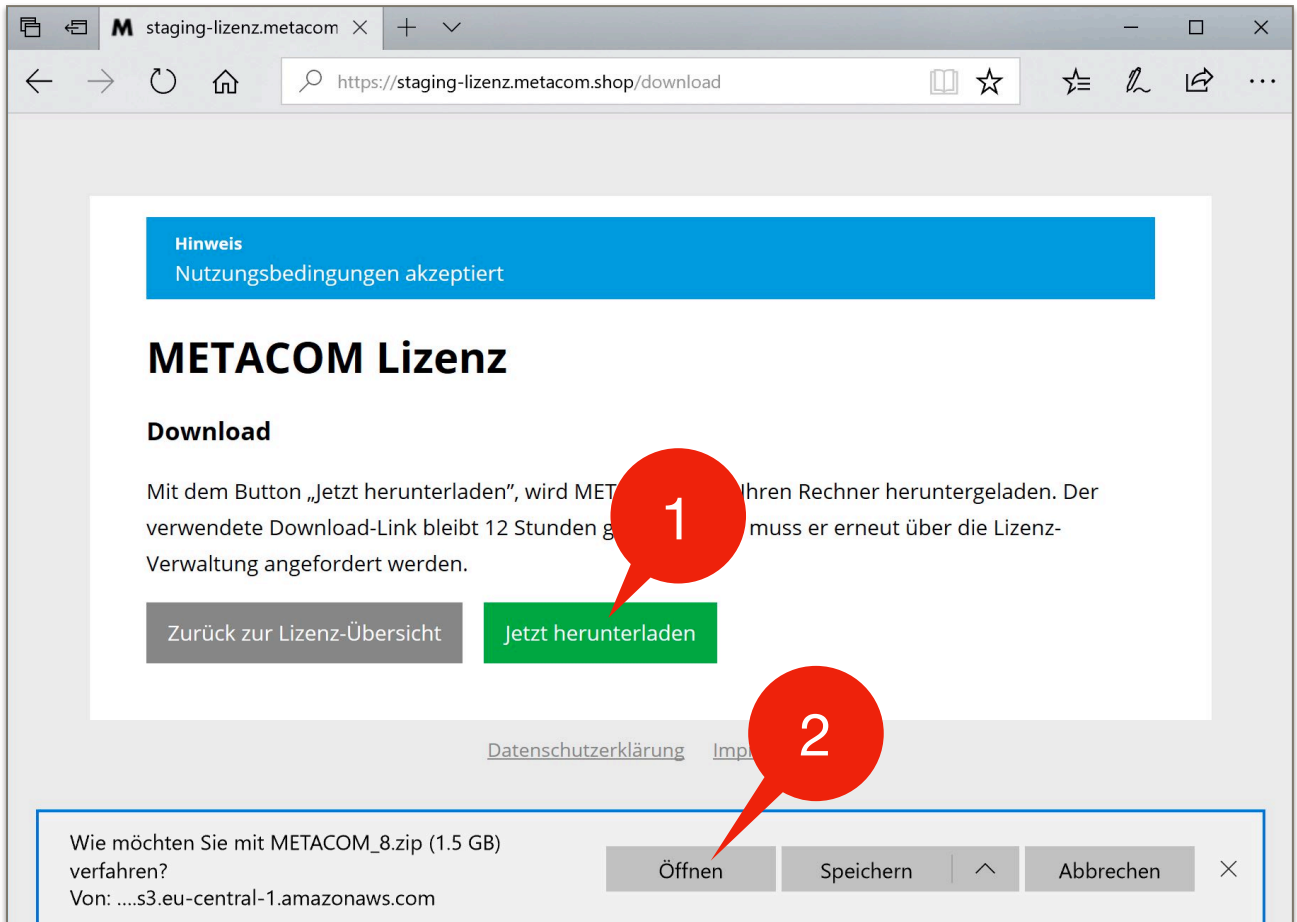 M staging-lizenz.metacom
https://staging-lizenz.metacom.shop/download
Hinweis
Nutzungsbedingungen akzeptiert
METACOM Lizenz
Download
Mit dem Button „Jetzt herunterladen”, wird MET hren Rechner heruntergeladen. Der
verwendete Download-Link bleibt 12 Stunden g muss er erneut über die Lizenz-
Verwaltung angefordert werden.
1
Zurück zur Lizenz-Übersicht Jetzt herunterladen
2
Datenschutzerklärung Imp
Wie möchten Sie mit METACOM_8.zip (1.5 GB)
verfahren?
Von: ....s3.eu-central-1.amazonaws.com
Öffnen Speichern Abbrechen